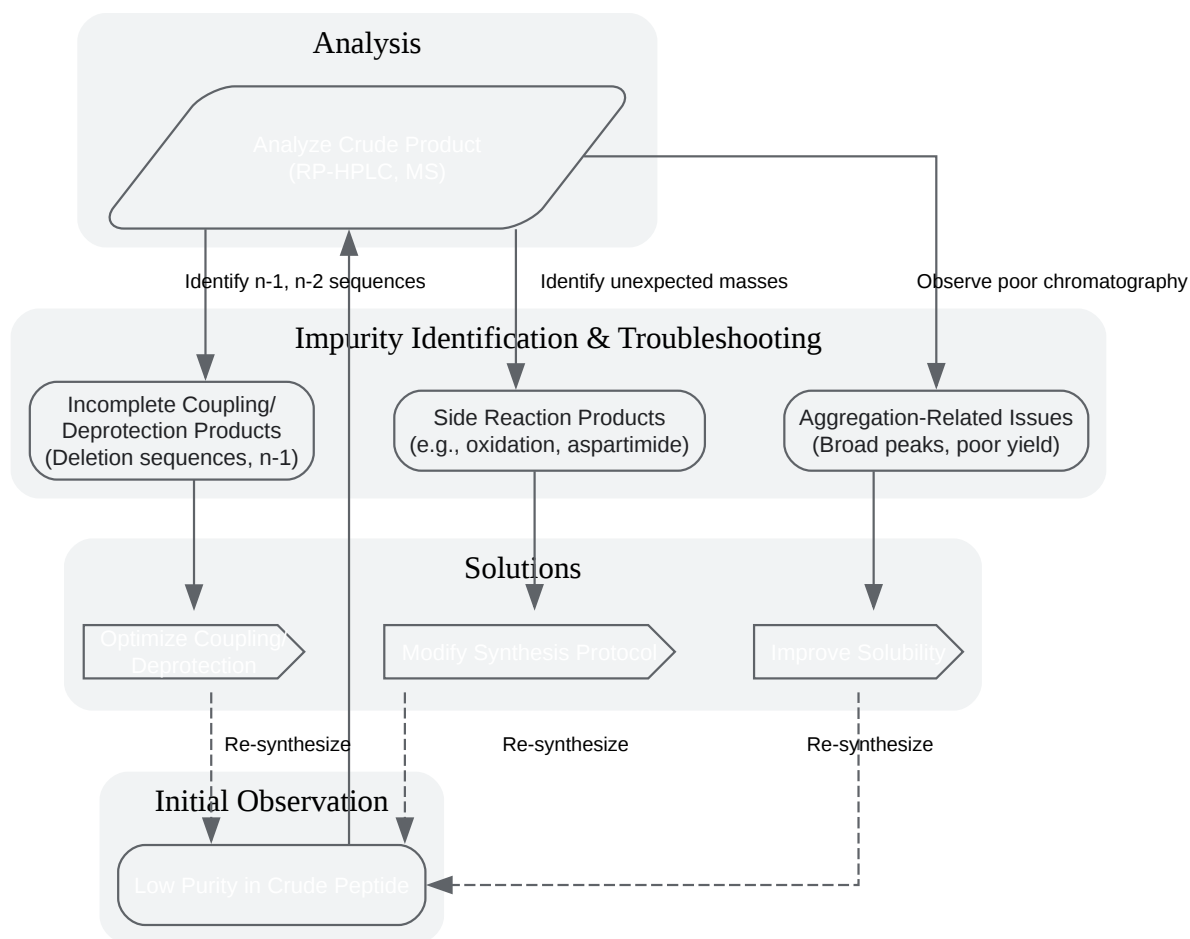 Analysis
Analyze Crude Product
(RP-HPLC, MS)
Identify n-1, n-2 sequences
Identify unexpected masses
Observe poor chromatography
Impurity Identification & Troubleshooting
Incomplete Coupling/
Deprotection Products
(Deletion sequences, n-1)
Side Reaction Products
(e.g., oxidation, aspartimide)
Aggregation-Related Issues
(Broad peaks, poor yield)
Solutions
Optimize Coupling/
Deprotection
Modify Synthesis Protocol
Improve Solubility
Re-synthesize
Re-synthesize
Re-synthesize
Initial Observation
Low Purity in Crude Peptide